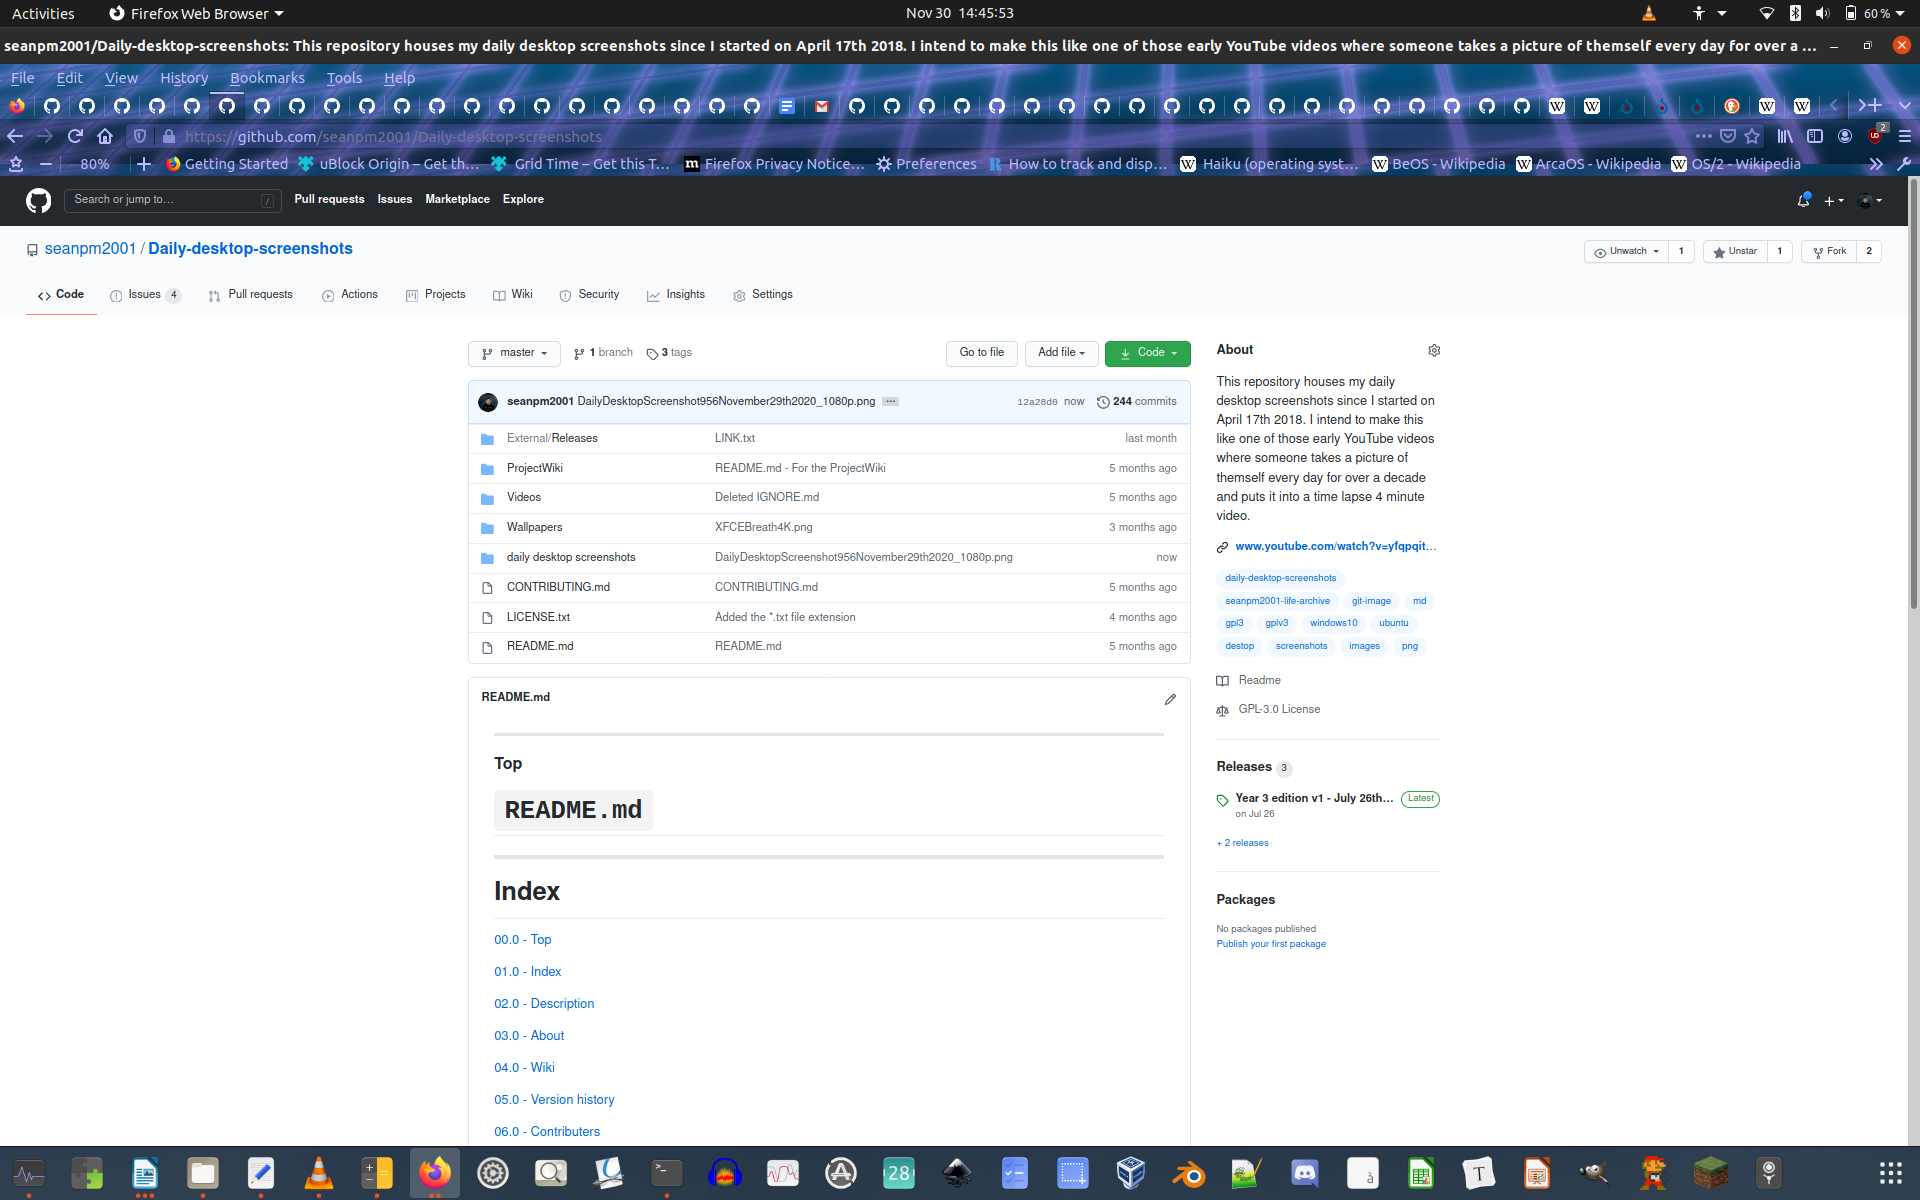 Activities Firefox Web Browser Nov 30 14:45:53 60 %
seanpm2001/Daily-desktop-screenshots: This repository houses my daily desktop screenshots since I started on April 17th 2018. I intend to make this like one of those early YouTube videos where someone takes a picture of themself every day for over a ...
File Edit View History Bookmarks Tools Help
https://github.com/seanpm2001/Daily-desktop-screenshots 2
80% Getting Started uBlock Origin – Get th… Grid Time – Get this T… Firefox Privacy Notice… Preferences How to track and disp… Haiku (operating syst… BeOS - Wikipedia ArcaOS - Wikipedia OS/2 - Wikipedia
Search or jump to… / Pull requests Issues Marketplace Explore
seanpm2001 / Daily-desktop-screenshots Unwatch 1 Unstar 1 Fork 2
Code Issues 4 Pull requests Actions Projects Wiki Security Insights Settings
master 1 branch 3 tags Go to file Add file Code
seanpm2001 DailyDesktopScreenshot956November29th2020_1080p.png ... 12a28d0 now 244 commits
External/Releases LINK.txt last month
ProjectWiki README.md - For the ProjectWiki 5 months ago
Videos Deleted IGNORE.md 5 months ago
Wallpapers XFCEBreath4K.png 3 months ago
daily desktop screenshots DailyDesktopScreenshot956November29th2020_1080p.png now
CONTRIBUTING.md CONTRIBUTING.md 5 months ago
LICENSE.txt Added the *.txt file extension 4 months ago
README.md README.md 5 months ago
README.md
Top
README.md
Index
00.0 - Top
01.0 - Index
02.0 - Description
03.0 - About
04.0 - Wiki
05.0 - Version history
06.0 - Contributers
About
This repository houses my daily
desktop screenshots since I started on
April 17th 2018. I intend to make this
like one of those early YouTube videos
where someone takes a picture of
themself every day for over a decade
and puts it into a time lapse 4 minute
video.
www.youtube.com/watch?v=yfqpqit…
daily-desktop-screenshots
seanpm2001-life-archive git-image md
gpl3 gplv3 windows10 ubuntu
destop screenshots images png
Readme
GPL-3.0 License
Releases 3
Year 3 edition v1 - July 26th… Latest
on Jul 26
+ 2 releases
Packages
No packages published
Publish your first package
28